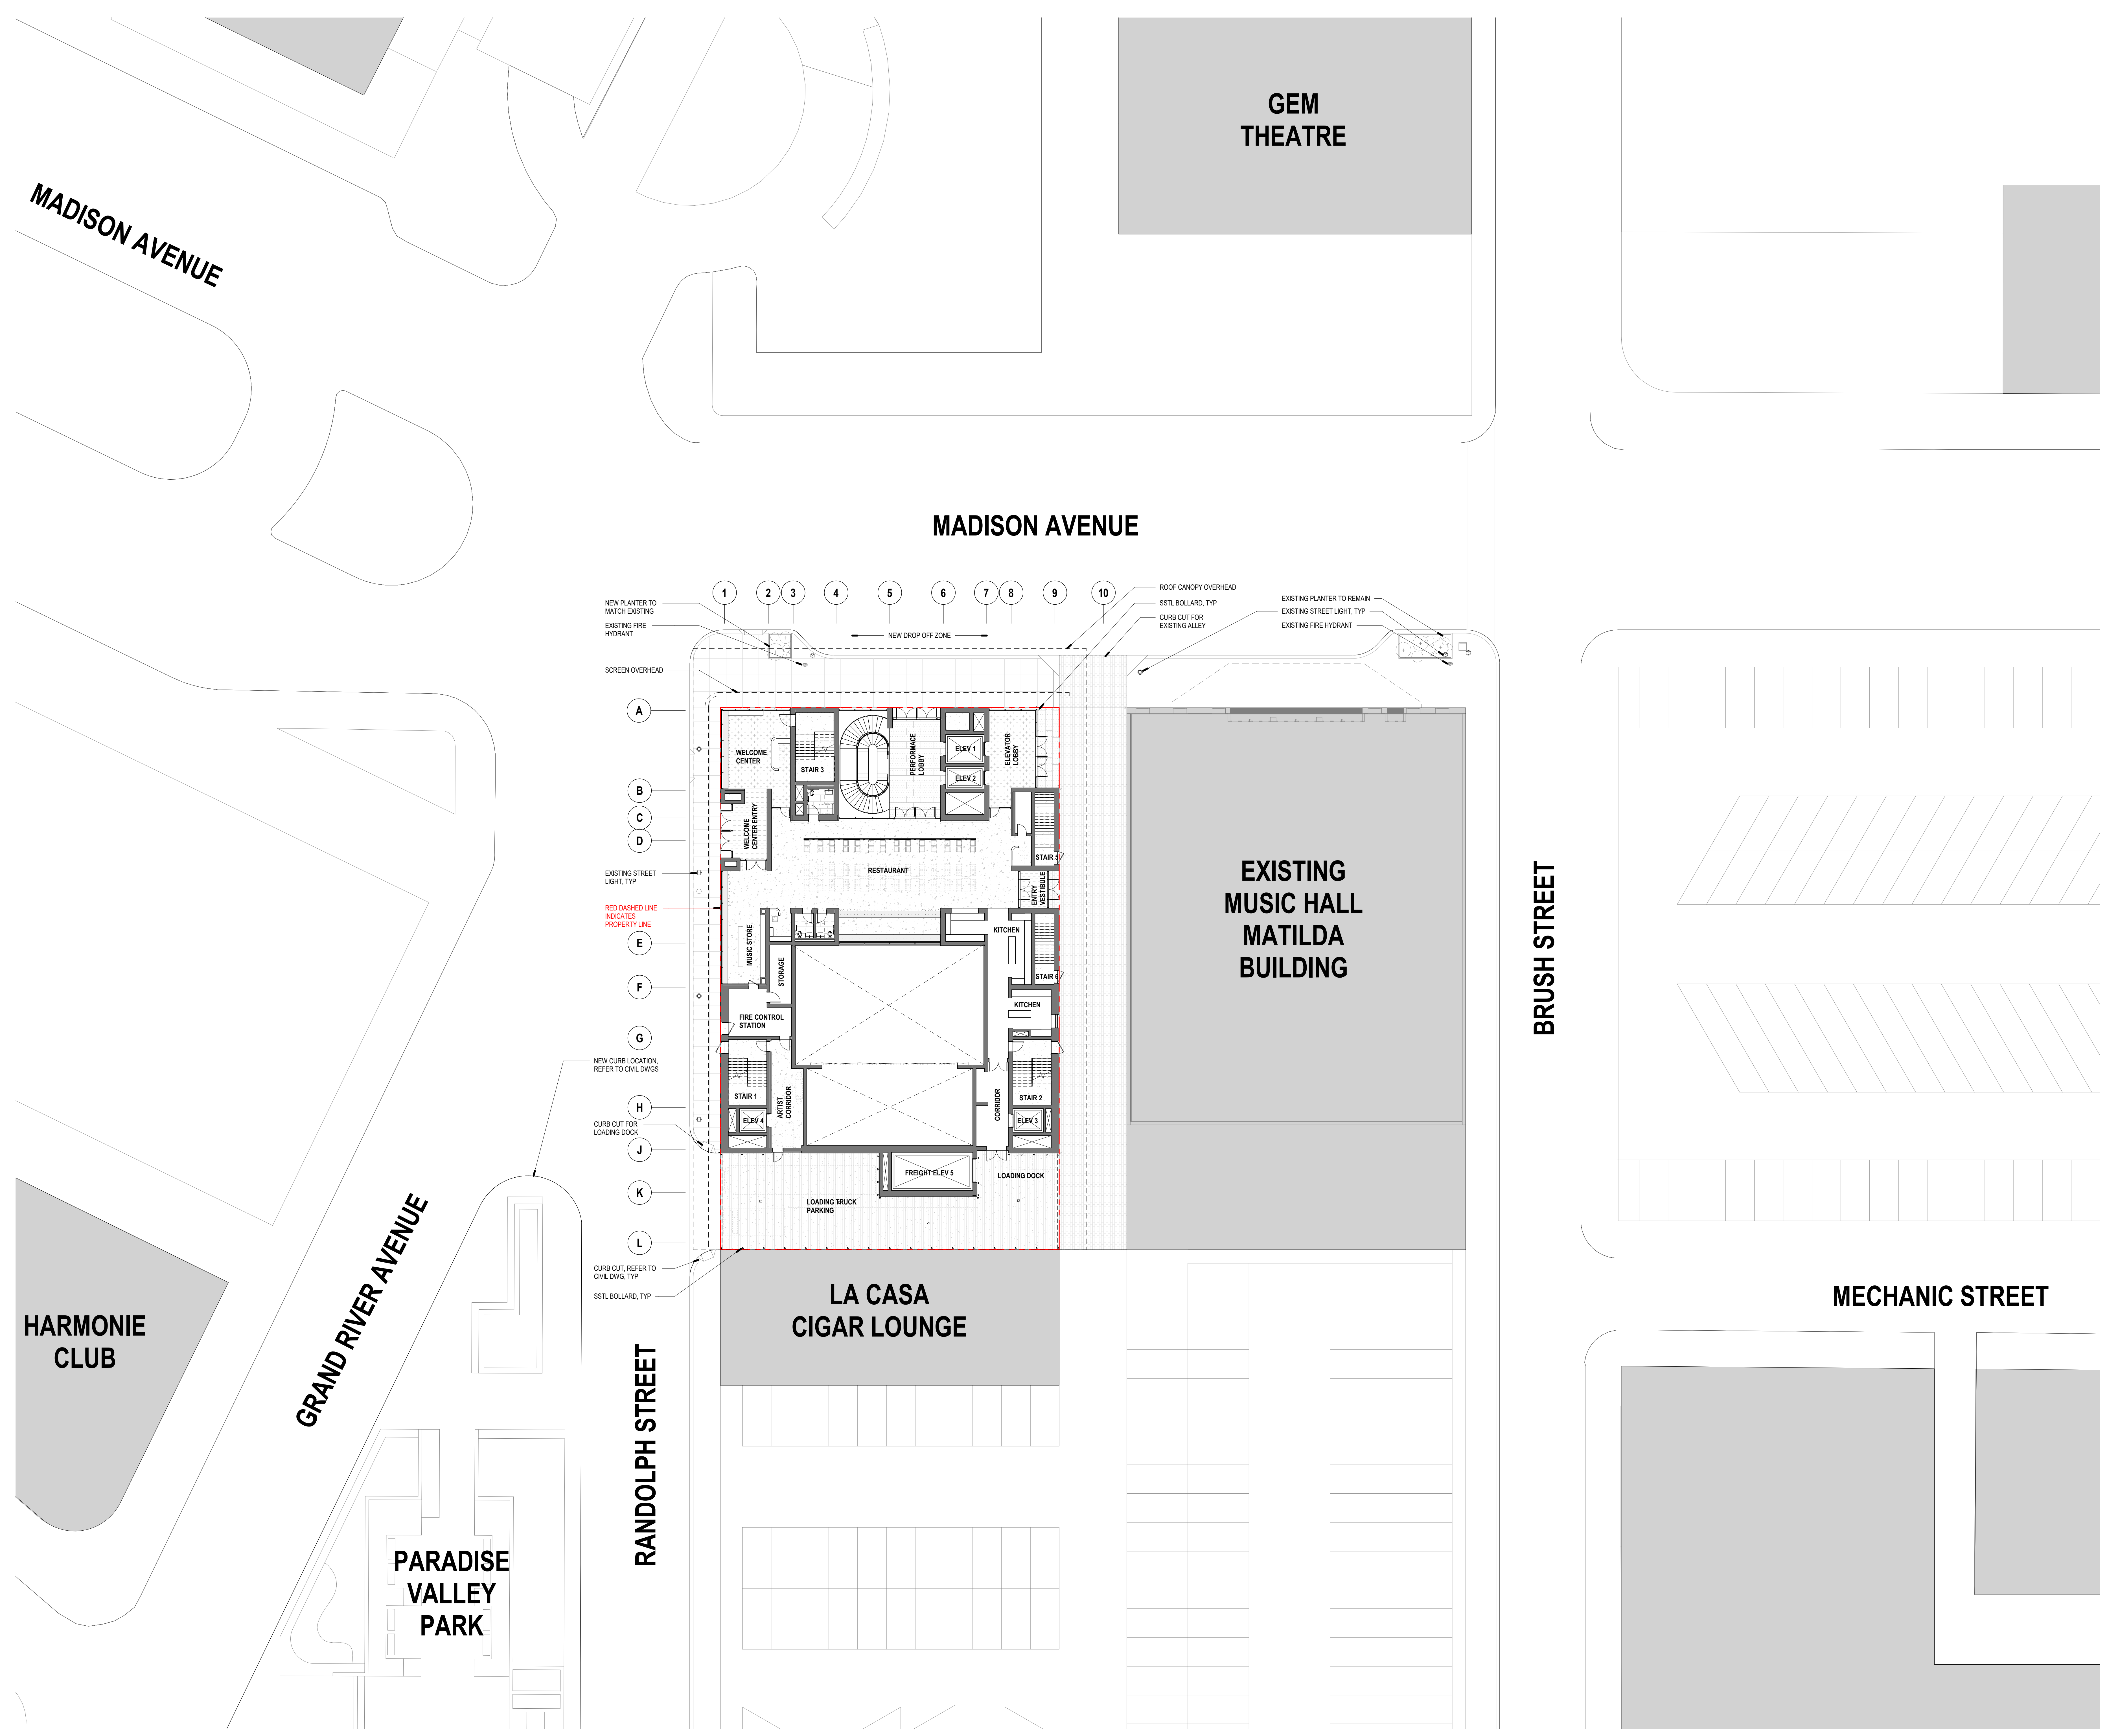 GEM
THEATRE
MADISON AVENUE
MADISON AVENUE
1
2
3
4
5
6
7
8
9
10
ROOF CANOPY OVERHEAD
SSTL BOLLARD, TYP
CURB CUT FOR
EXISTING ALLEY
EXISTING PLANTER TO REMAIN
EXISTING STREET LIGHT, TYP
EXISTING FIRE HYDRANT
NEW PLANTER TO
MATCH EXISTING
EXISTING FIRE
HYDRANT
NEW DROP OFF ZONE
SCREEN OVERHEAD
A
B
C
D
E
F
G
H
J
K
L
WELCOME
CENTER
STAIR 3
PERFORMACE
LOBBY
ELEV 1
ELEV 2
ELEVATOR
LOBBY
WELCOME
CENTER ENTRY
STAIR 5
RESTAURANT
ENTRY
VESTIBULE
EXISTING STREET
LIGHT, TYP
RED DASHED LINE
INDICATES
PROPERTY LINE
MUSIC STORE
KITCHEN
STORAGE
STAIR 6
KITCHEN
FIRE CONTROL
STATION
NEW CURB LOCATION,
REFER TO CIVIL DWGS
STAIR 1
ARTIST
CORRIDOR
CORRIDOR
STAIR 2
ELEV 4
ELEV 3
CURB CUT FOR
LOADING DOCK
FREIGHT ELEV 5
LOADING DOCK
LOADING TRUCK
PARKING
CURB CUT, REFER TO
CIVIL DWG, TYP
SSTL BOLLARD, TYP
EXISTING
MUSIC HALL
MATILDA
BUILDING
BRUSH STREET
LA CASA
CIGAR LOUNGE
MECHANIC STREET
HARMONIE
CLUB
GRAND RIVER AVENUE
RANDOLPH STREET
PARADISE
VALLEY
PARK